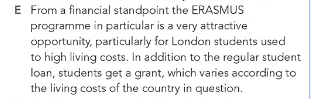 E From a financial standpoint the ERASMUS
programme in particular is a very attractive
opportunity, particularly for London students used
to high living costs. In addition to the regular student
loan, students get a grant, which varies according to
the living costs of the country in question.